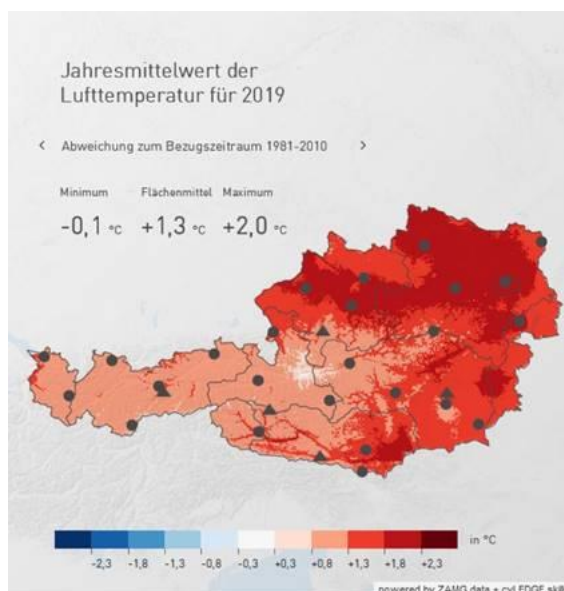 Jahresmittelwert der
Lufttemperatur für 2019
< Abweichung zum Bezugszeitraum 1981-2010 >
Minimum Flächenmittel Maximum
-0,1 °C +1,3 °C +2,0 °C
in °C
-2,3 -1,8 -1,3 -0,8 -0,3 +0,3 +0,8 +1,3 +1,8 +2,3
powered by ZAMG data +